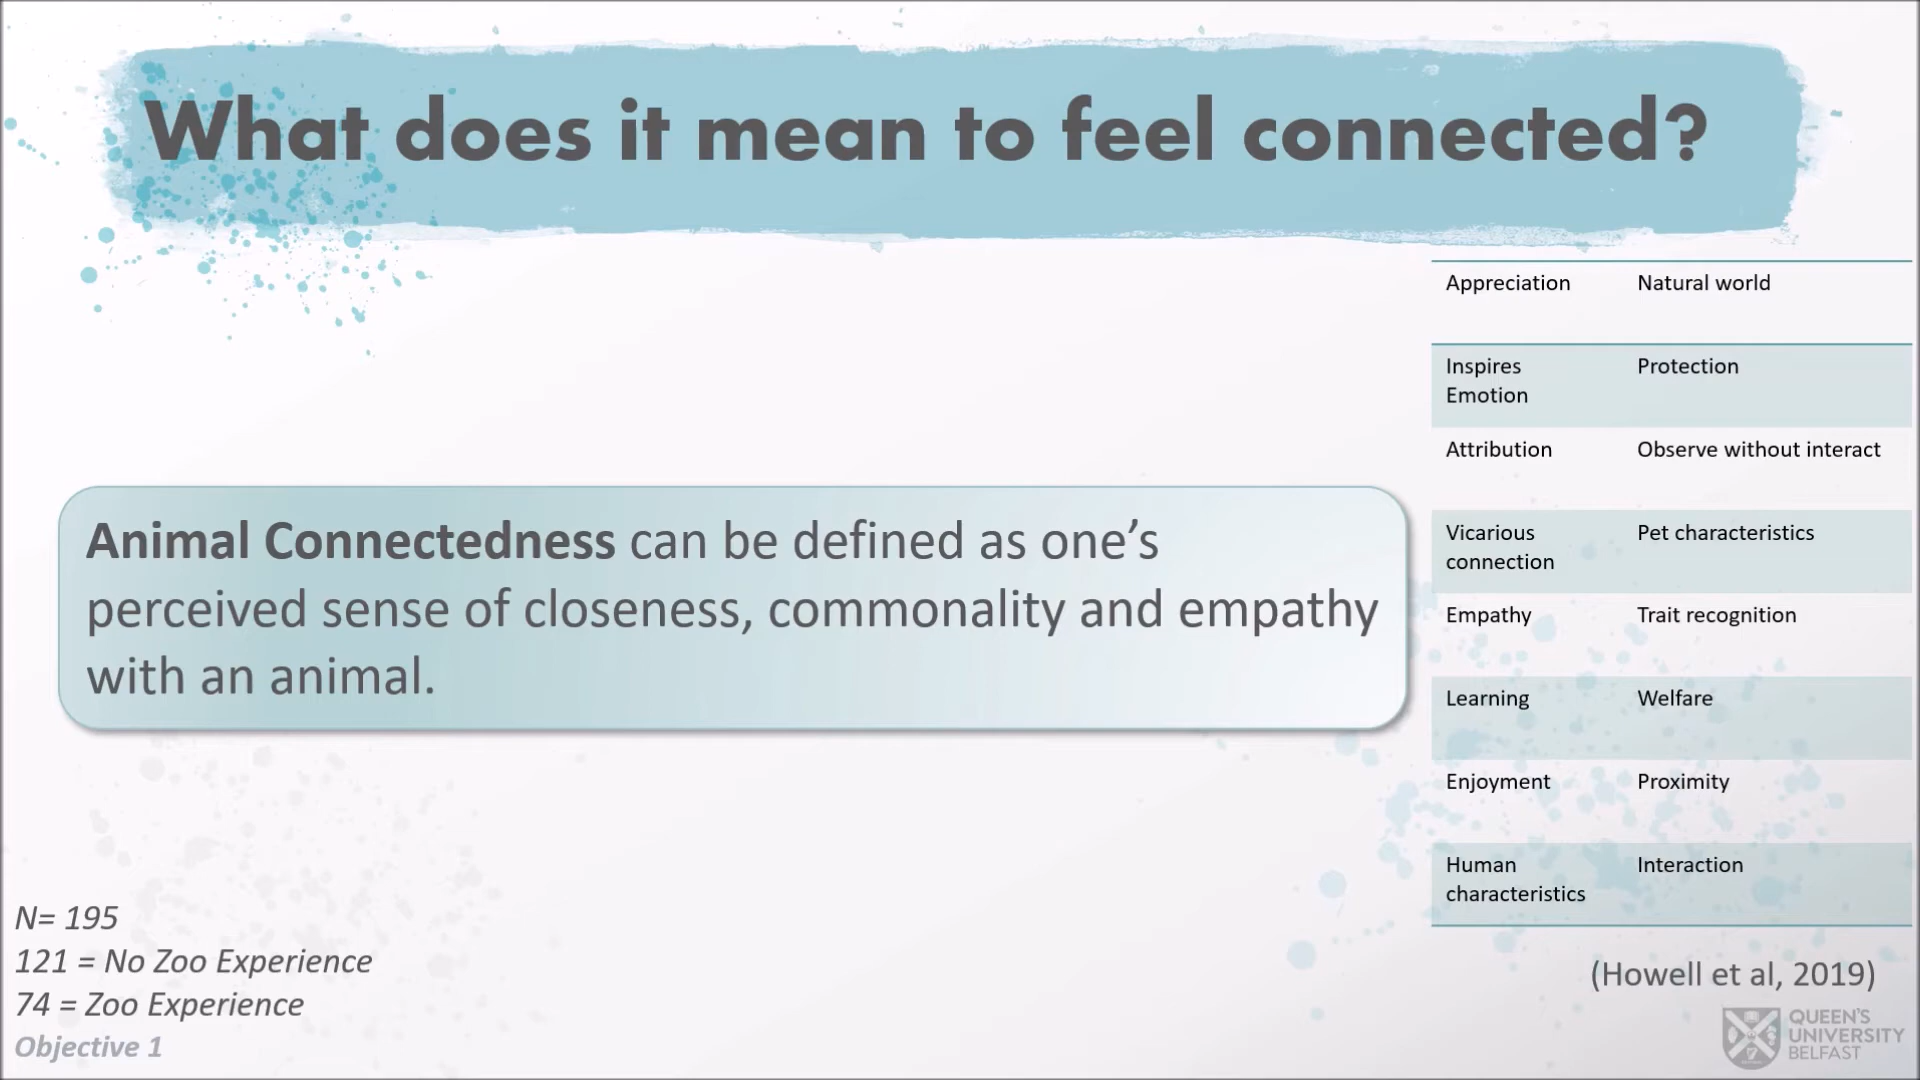 What does it mean to feel connected?
Appreciation Natural world
Inspires Protection
Emotion
Attribution Observe without interact
Vicarious Pet characteristics
connection
Empathy Trait recognition
Learning Welfare
Enjoyment Proximity
Human Interaction
characteristics
Animal Connectedness can be defined as one’s
perceived sense of closeness, commonality and empathy
with an animal.
N= 195
121 = No Zoo Experience
74 = Zoo Experience
Objective 1
(Howell et al, 2019)
QUEEN'S
UNIVERSITY
BELFAST